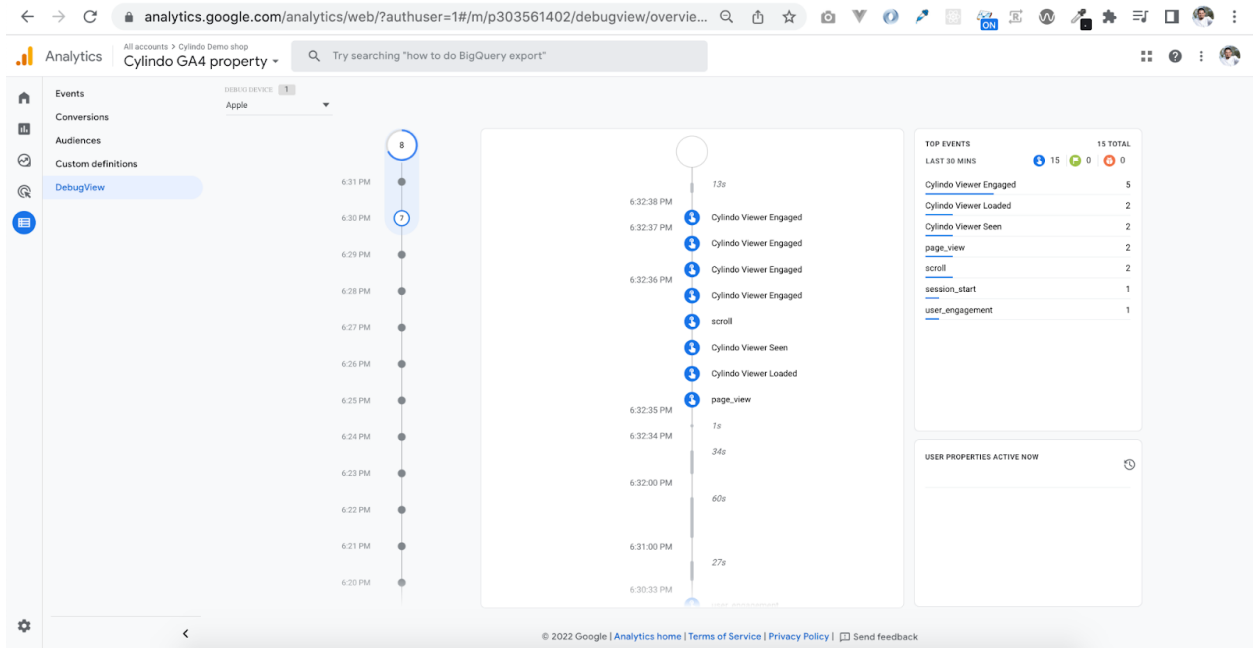 analytics.google.com/analytics/web/?authuser=1#/m/p303561402/debugview/overvie...
ON
Analytics
All accounts > Cylindo Demo shop
Cylindo GA4 property
Try searching "how to do BigQuery export"
Events
Conversions
Audiences
Custom definitions
DebugView
DEBUG DEVICE 1
Apple
8
6:31 PM
6:30 PM 7
6:29 PM
6:28 PM
6:27 PM
6:26 PM
6:25 PM
6:24 PM
6:23 PM
6:22 PM
6:21 PM
6:20 PM
13s
6:32:38 PM
Cylindo Viewer Engaged
6:32:37 PM
Cylindo Viewer Engaged
Cylindo Viewer Engaged
6:32:36 PM
Cylindo Viewer Engaged
scroll
Cylindo Viewer Seen
Cylindo Viewer Loaded
page_view
6:32:35 PM
1s
6:32:34 PM
34s
6:32:00 PM
60s
6:31:00 PM
27s
6:30:33 PM
TOP EVENTS 15 TOTAL
LAST 30 MINS 15 0 0
Cylindo Viewer Engaged 5
Cylindo Viewer Loaded 2
Cylindo Viewer Seen 2
page_view 2
scroll 2
session_start 1
user_engagement 1
USER PROPERTIES ACTIVE NOW
© 2022 Google | Analytics home | Terms of Service | Privacy Policy | Send feedback